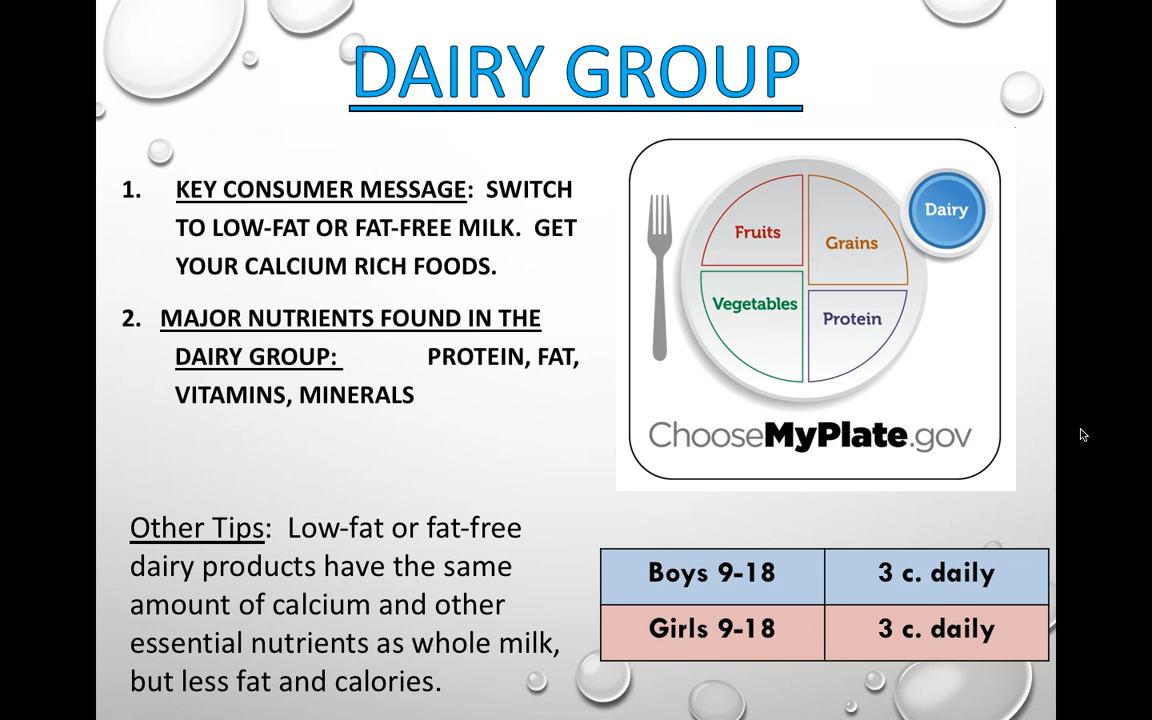 DAIRY GROUP
1. KEY CONSUMER MESSAGE: SWITCH
TO LOW-FAT OR FAT-FREE MILK. GET
YOUR CALCIUM RICH FOODS.
2. MAJOR NUTRIENTS FOUND IN THE
DAIRY GROUP: PROTEIN, FAT,
VITAMINS, MINERALS
Dairy
Fruits
Grains
Vegetables
Protein
ChooseMyPlate.gov
Other Tips: Low-fat or fat-free
dairy products have the same
amount of calcium and other
essential nutrients as whole milk,
but less fat and calories.
Boys 9-18 3 c. daily
Girls 9-18 3 c. daily